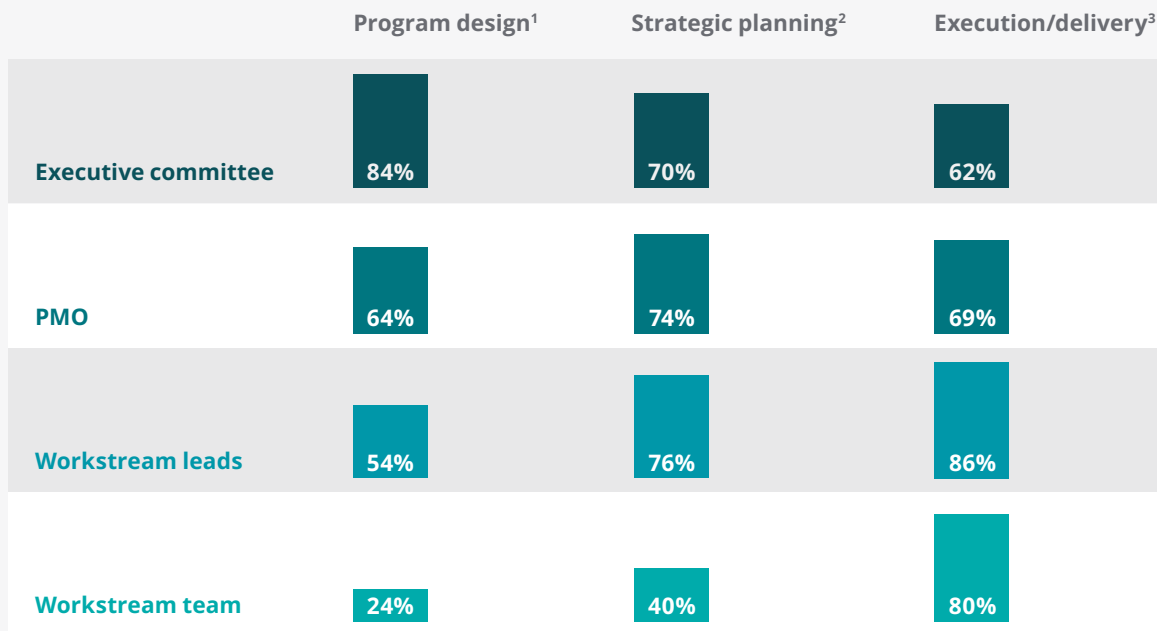 Program design¹ Strategic planning² Execution/delivery³
Executive committee 84% 70% 62%
PMO 64% 74% 69%
Workstream leads 54% 76% 86%
Workstream team 24% 40% 80%